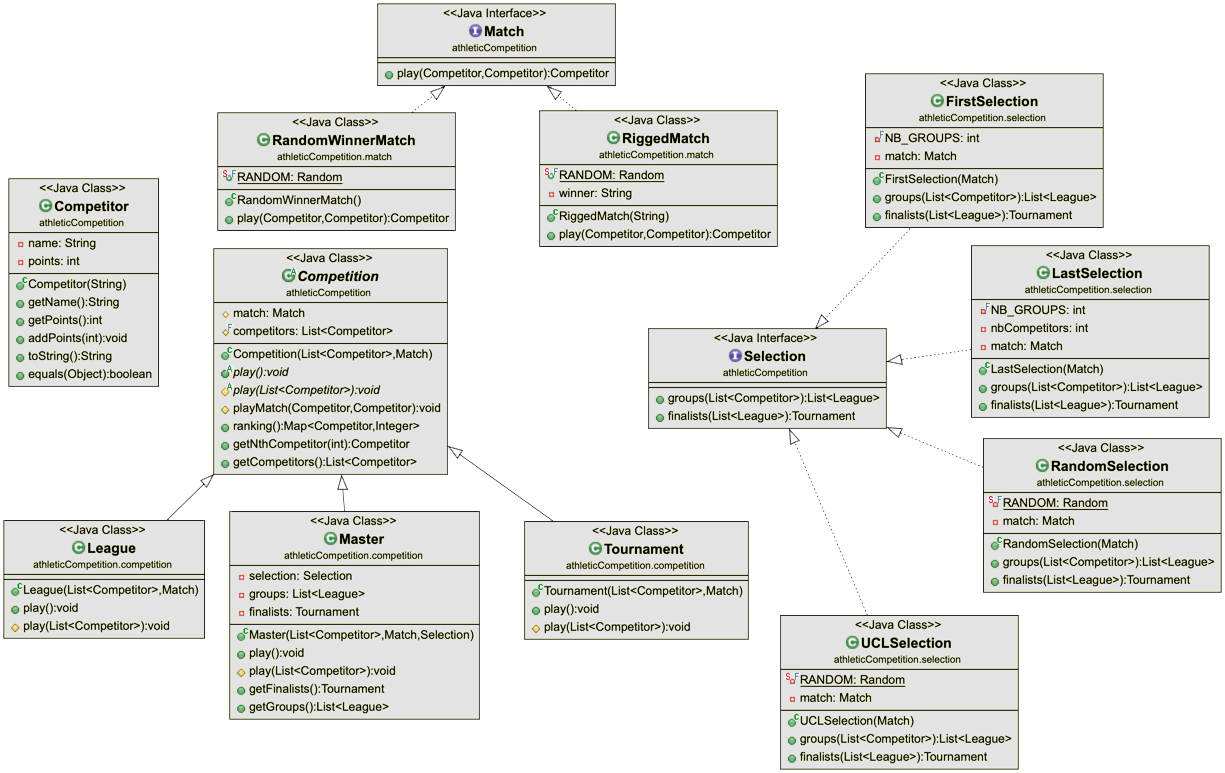 <<Java Interface>>
Match
athleticCompetition
play(Competitor,Competitor):Competitor
<<Java Class>>
RandomWinnerMatch
athleticCompetition.match
RANDOM: Random
RandomWinnerMatch()
play(Competitor,Competitor):Competitor
<<Java Class>>
RiggedMatch
athleticCompetition.match
RANDOM: Random
winner: String
RiggedMatch(String)
play(Competitor,Competitor):Competitor
<<Java Class>>
FirstSelection
athleticCompetition.selection
NB_GROUPS: int
match: Match
FirstSelection(Match)
groups(List<Competitor>):List<League>
finalists(List<League>):Tournament
<<Java Class>>
Competitor
athleticCompetition
name: String
points: int
Competitor(String)
getName():String
getPoints():int
addPoints(int):void
toString():String
equals(Object):boolean
<<Java Class>>
Competition
athleticCompetition
match: Match
competitors: List<Competitor>
Competition(List<Competitor>,Match)
play():void
play(List<Competitor>):void
playMatch(Competitor,Competitor):void
ranking():Map<Competitor,Integer>
getNthCompetitor(int):Competitor
getCompetitors():List<Competitor>
<<Java Class>>
LastSelection
athleticCompetition.selection
NB_GROUPS: int
nbCompetitors: int
match: Match
LastSelection(Match)
groups(List<Competitor>):List<League>
finalists(List<League>):Tournament
<<Java Interface>>
Selection
athleticCompetition
groups(List<Competitor>):List<League>
finalists(List<League>):Tournament
<<Java Class>>
RandomSelection
athleticCompetition.selection
RANDOM: Random
match: Match
RandomSelection(Match)
groups(List<Competitor>):List<League>
finalists(List<League>):Tournament
<<Java Class>>
League
athleticCompetition.competition
League(List<Competitor>,Match)
play():void
play(List<Competitor>):void
<<Java Class>>
Master
athleticCompetition.competition
selection: Selection
groups: List<League>
finalists: Tournament
Master(List<Competitor>,Match,Selection)
play():void
play(List<Competitor>):void
getFinalists():Tournament
getGroups():List<League>
<<Java Class>>
Tournament
athleticCompetition.competition
Tournament(List<Competitor>,Match)
play():void
play(List<Competitor>):void
<<Java Class>>
UCLSelection
athleticCompetition.selection
RANDOM: Random
match: Match
UCLSelection(Match)
groups(List<Competitor>):List<League>
finalists(List<League>):Tournament